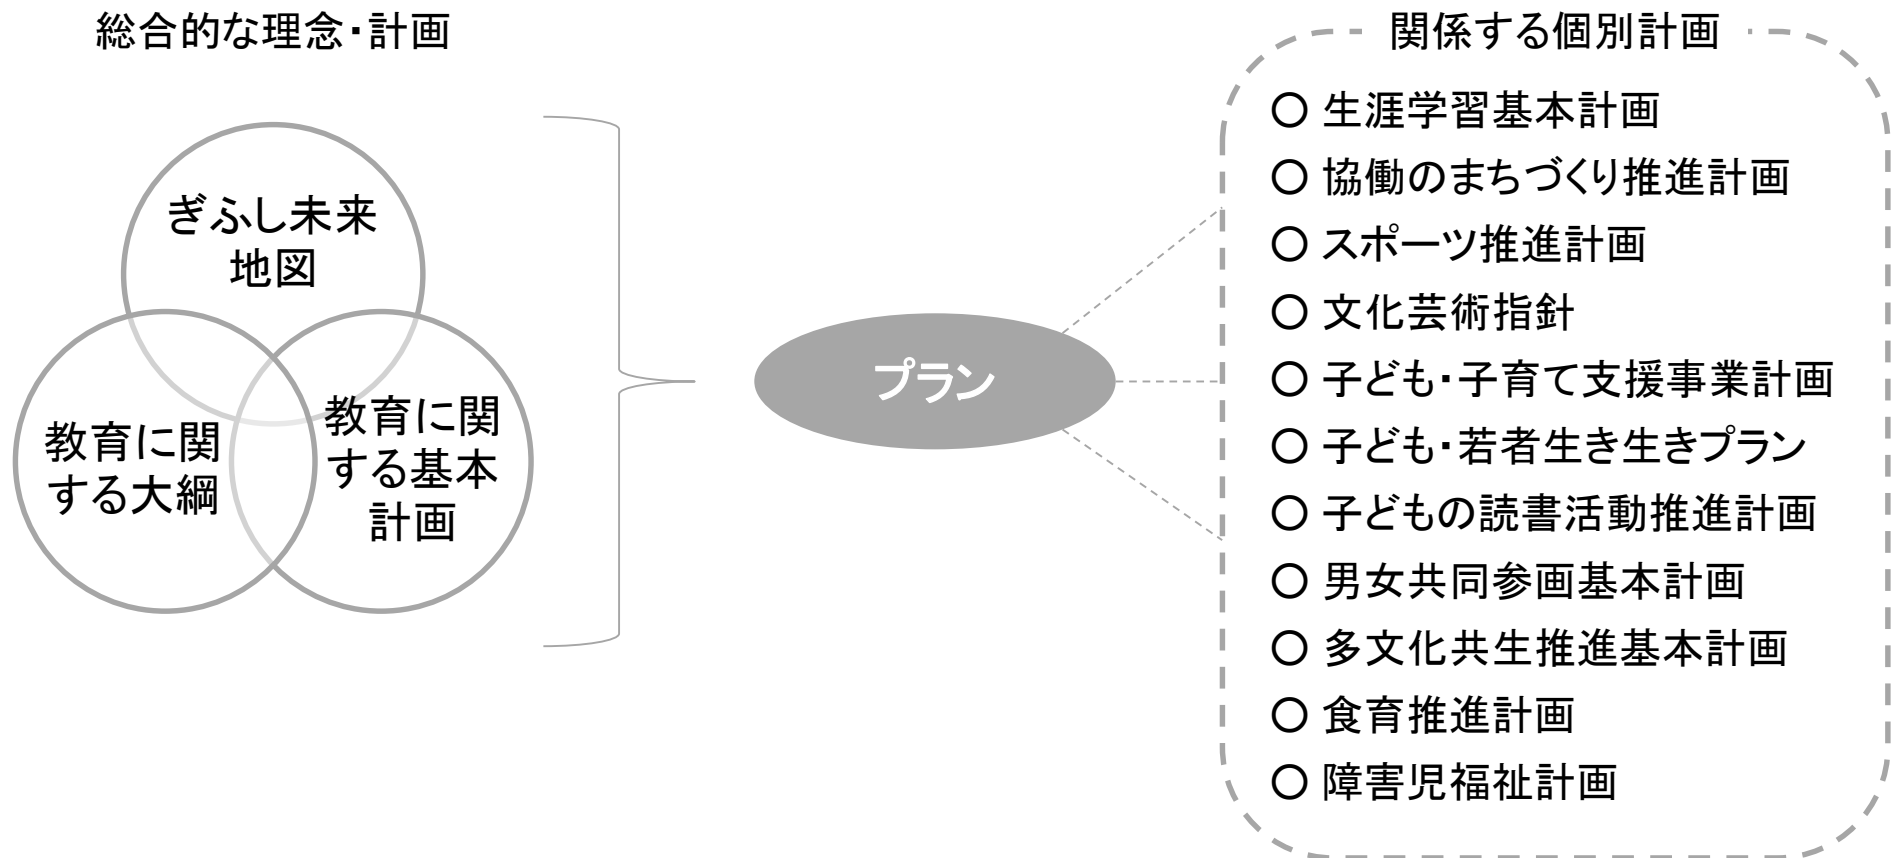 総合的な理念・計画
ぎふし未来
地図
教育に関
する大綱
教育に関
する基本
計画
プラン
関係する個別計画
○ 生涯学習基本計画
○ 協働のまちづくり推進計画
○ スポーツ推進計画
○ 文化芸術指針
○ 子ども・子育て支援事業計画
○ 子ども・若者生き生きプラン
○ 子どもの読書活動推進計画
○ 男女共同参画基本計画
○ 多文化共生推進基本計画
○ 食育推進計画
○ 障害児福祉計画